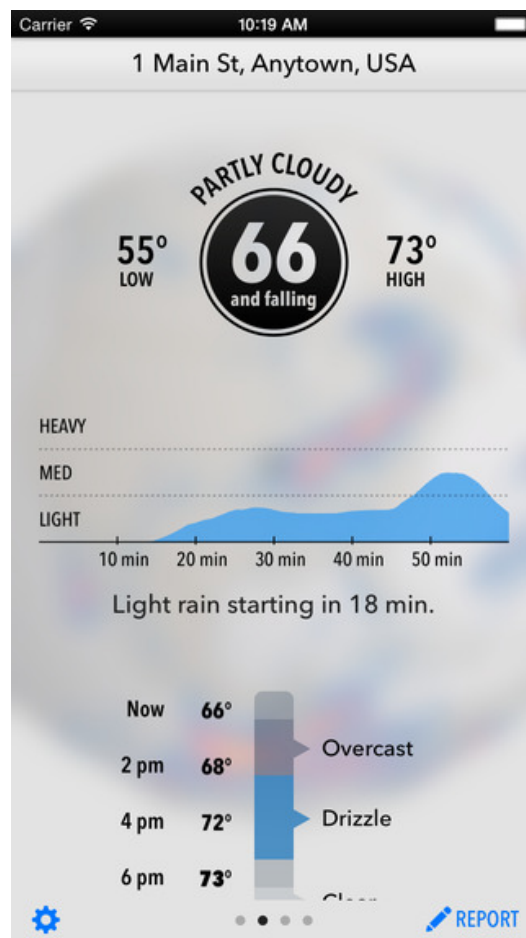 Carrier 10:19 AM
1 Main St, Anytown, USA
PARTLY CLOUDY
55° 66 73°
LOW and falling HIGH
HEAVY
MED
LIGHT
10 min 20 min 30 min 40 min 50 min
Light rain starting in 18 min.
Now 66°
Overcast
2 pm 68°
4 pm 72° Drizzle
6 pm 73°
Clear
REPORT